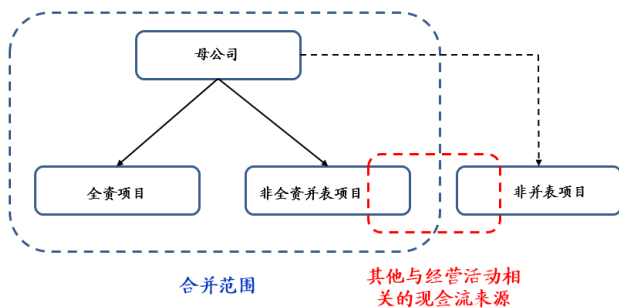 母公司
全资项目
非全资并表项目
非并表项目
合并范围
其他与经营活动相
关的现金流来源